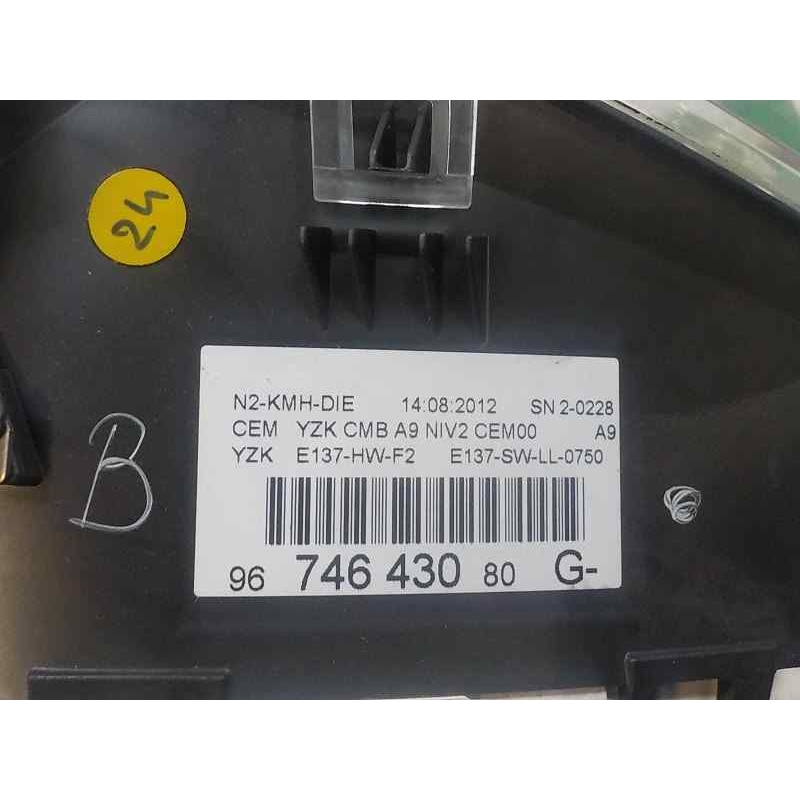 24
N2-KMH-DIE 14:08:2012 SN 2-0228
CEM YZK CMB A9 NIV2 CEM00 A9
YZK E137-HW-F2 E137-SW-LL-0750
B
96 746 430 80 G-